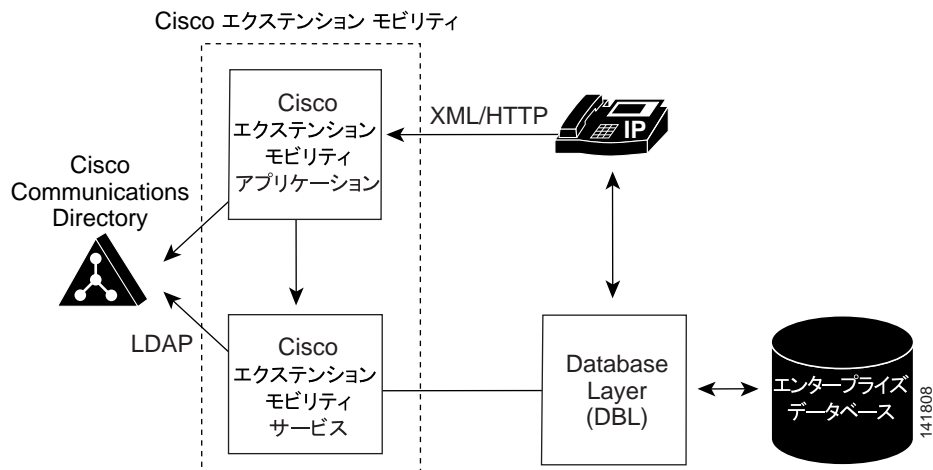 Cisco エクステンション モビリティ
Cisco
エクステンション
モビリティ
アプリケーション
XML/HTTP
IP
Cisco
Communications
Directory
LDAP
Cisco
エクステンション
モビリティ
サービス
Database
Layer
(DBL)
エンタープライズ
データベース
141808